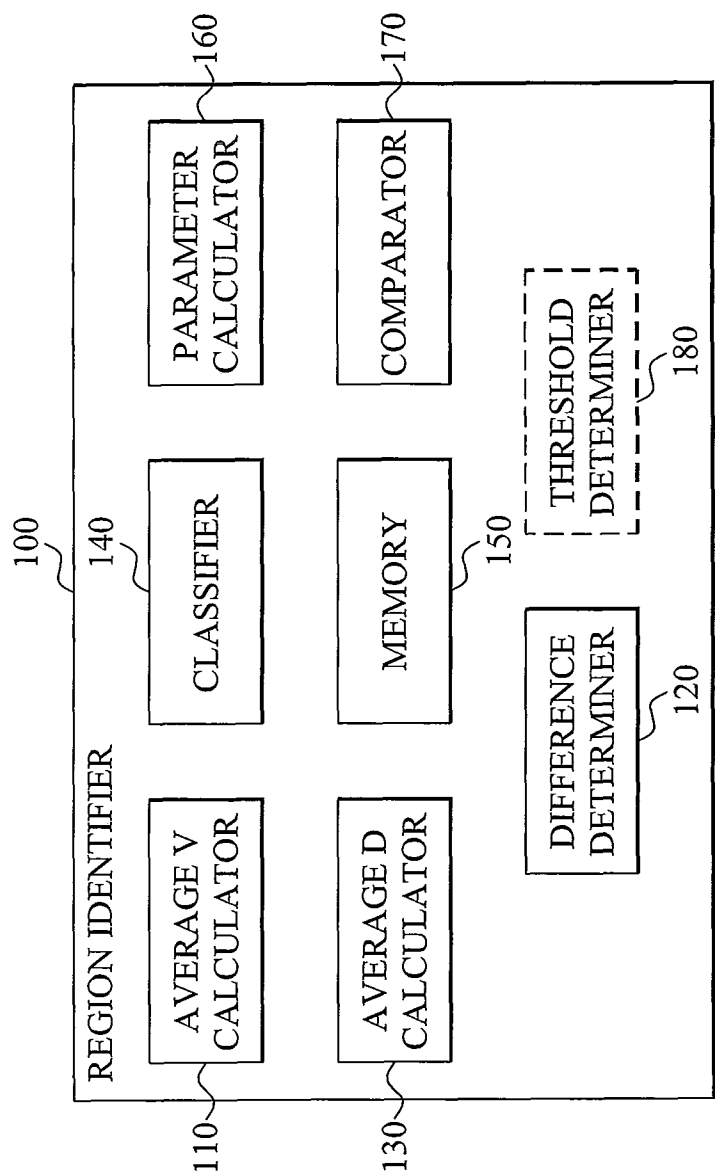 100
REGION IDENTIFIER
110
AVERAGE V
CALCULATOR
140
CLASSIFIER
160
PARAMETER
CALCULATOR
130
AVERAGE D
CALCULATOR
MEMORY
150
COMPARATOR
170
DIFFERENCE
DETERMINER
120
THRESHOLD
DETERMINER
180